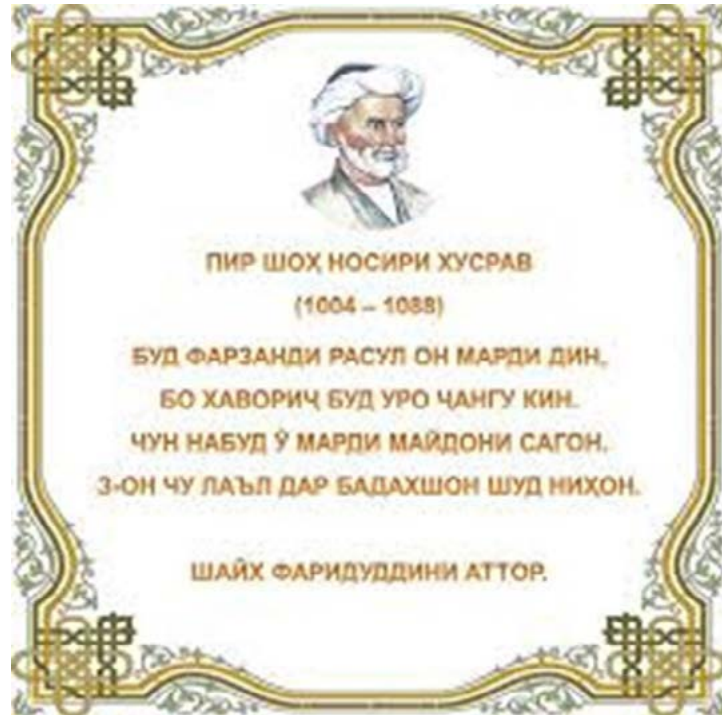 ПИР ШОҲ НОСИРИ ХУСРАВ
(1004 – 1088)
БУД ФАРЗАНДИ РАСУЛ ОН МАРДИ ДИН,
БО ХАВОРИҶ БУД УРО ҶАНГУ КИН.
ЧУН НАБУД Ӯ МАРДИ МАЙДОНИ САГОН,
З-ОН ЧУ ЛАЪЛ ДАР БАДАХШОН ШУД НИҲОН.
ШАЙХ ФАРИДУДДИНИ АТТОР.